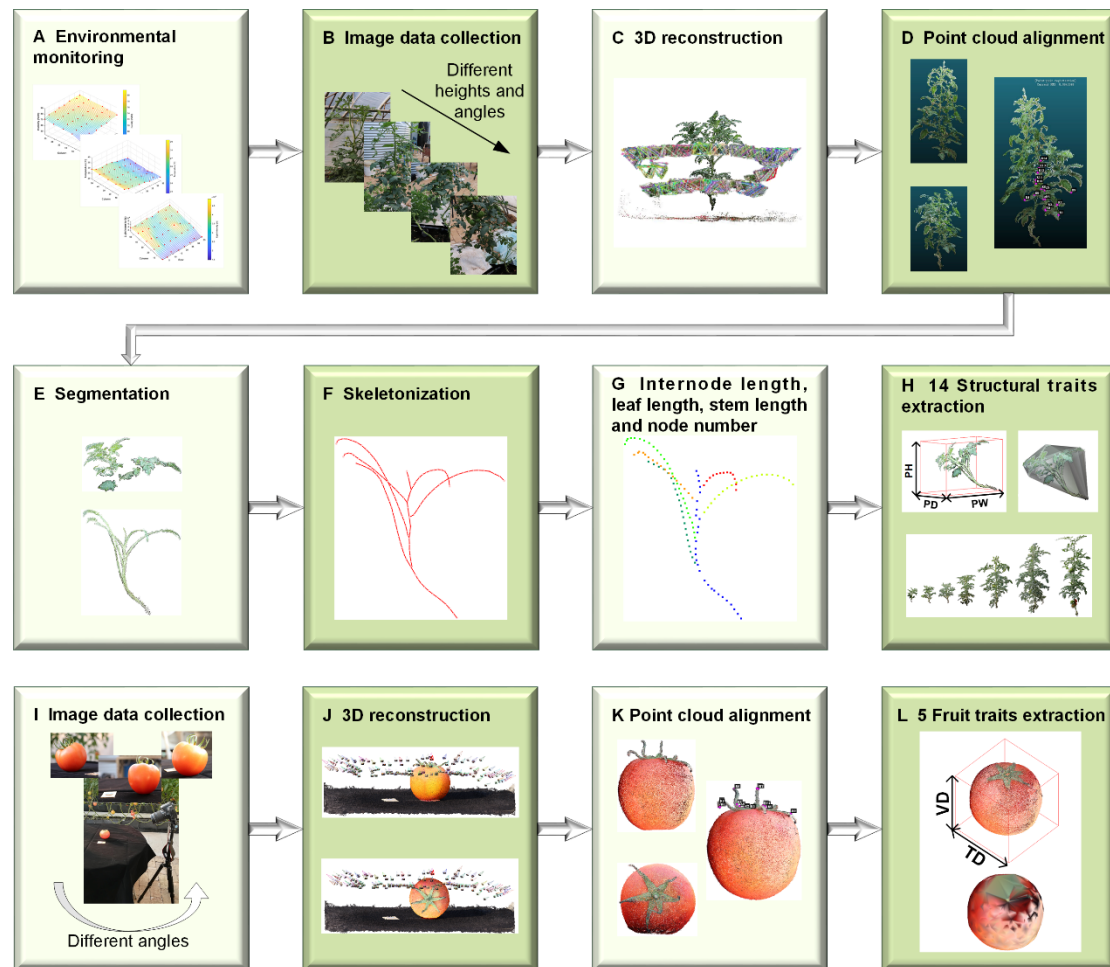 A Environmental
monitoring
B Image data collection
Different
heights and
angles
C 3D reconstruction
D Point cloud alignment
E Segmentation
F Skeletonization
G Internode length,
leaf length, stem length
and node number
H 14 Structural traits
extraction
PH
PD
PW
I Image data collection
Different angles
J 3D reconstruction
K Point cloud alignment
L 5 Fruit traits extraction
VD
TD